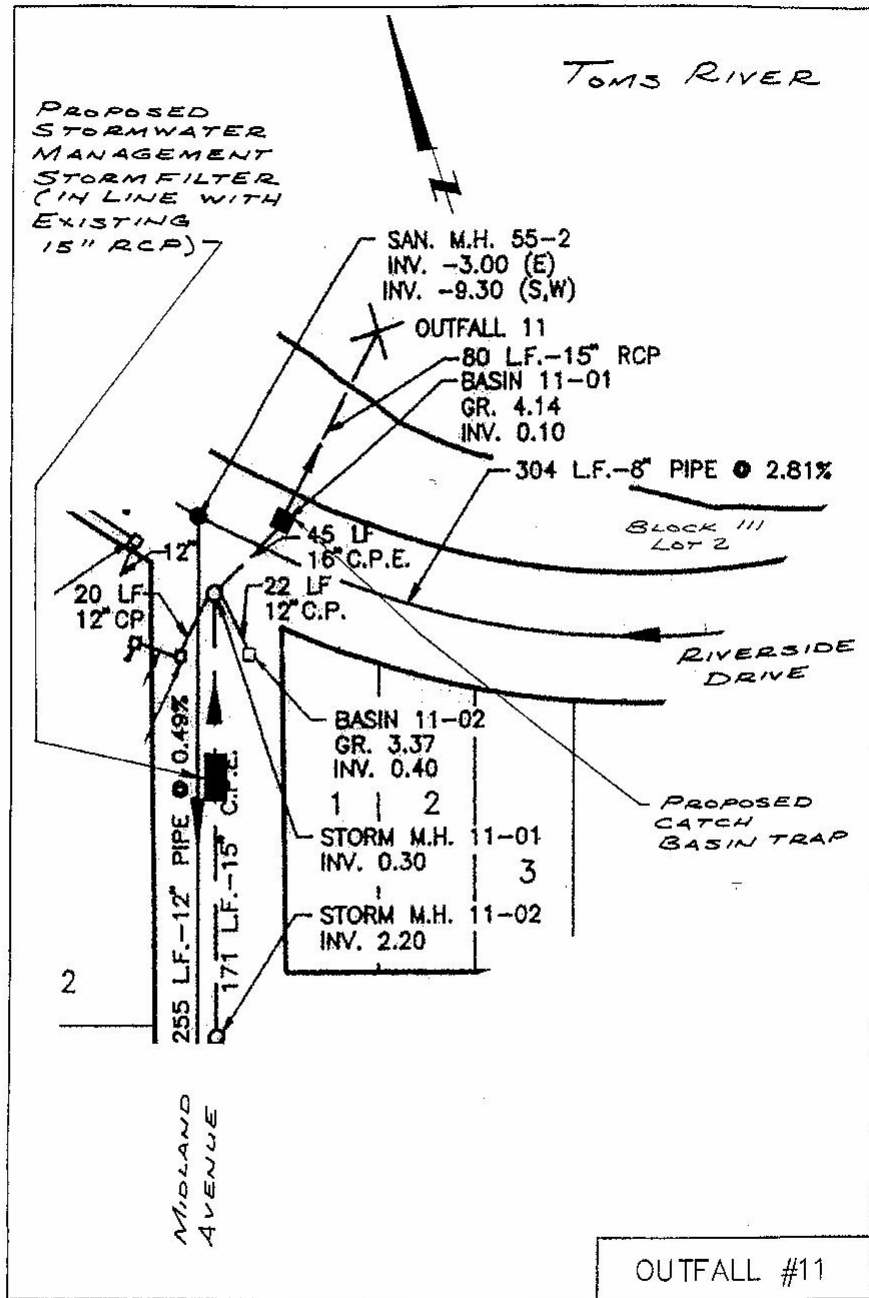 TOMS RIVER
PROPOSED
STORMWATER
MANAGEMENT
STORMFILTER
(IN LINE WITH
EXISTING
15" RCP)
N
SAN. M.H. 55-2
INV. -3.00 (E)
INV. -9.30 (S,W)
OUTFALL 11
80 L.F.-15" RCP
BASIN 11-01
GR. 4.14
INV. 0.10
304 L.F.-8" PIPE @ 2.81%
BLOCK 111
LOT 2
12"
45 LF
16" C.P.E.
20 LF
12" CP
22 LF
12" C.P.
RIVERSIDE
DRIVE
BASIN 11-02
GR. 3.37
INV. 0.40
1 2
3
PROPOSED
CATCH
BASIN TRAP
STORM M.H. 11-01
INV. 0.30
STORM M.H. 11-02
INV. 2.20
255 L.F.-12" PIPE @ 0.49%
171 L.F.-15" C.P.E.
2
MIDLAND
AVENUE
OUTFALL #11